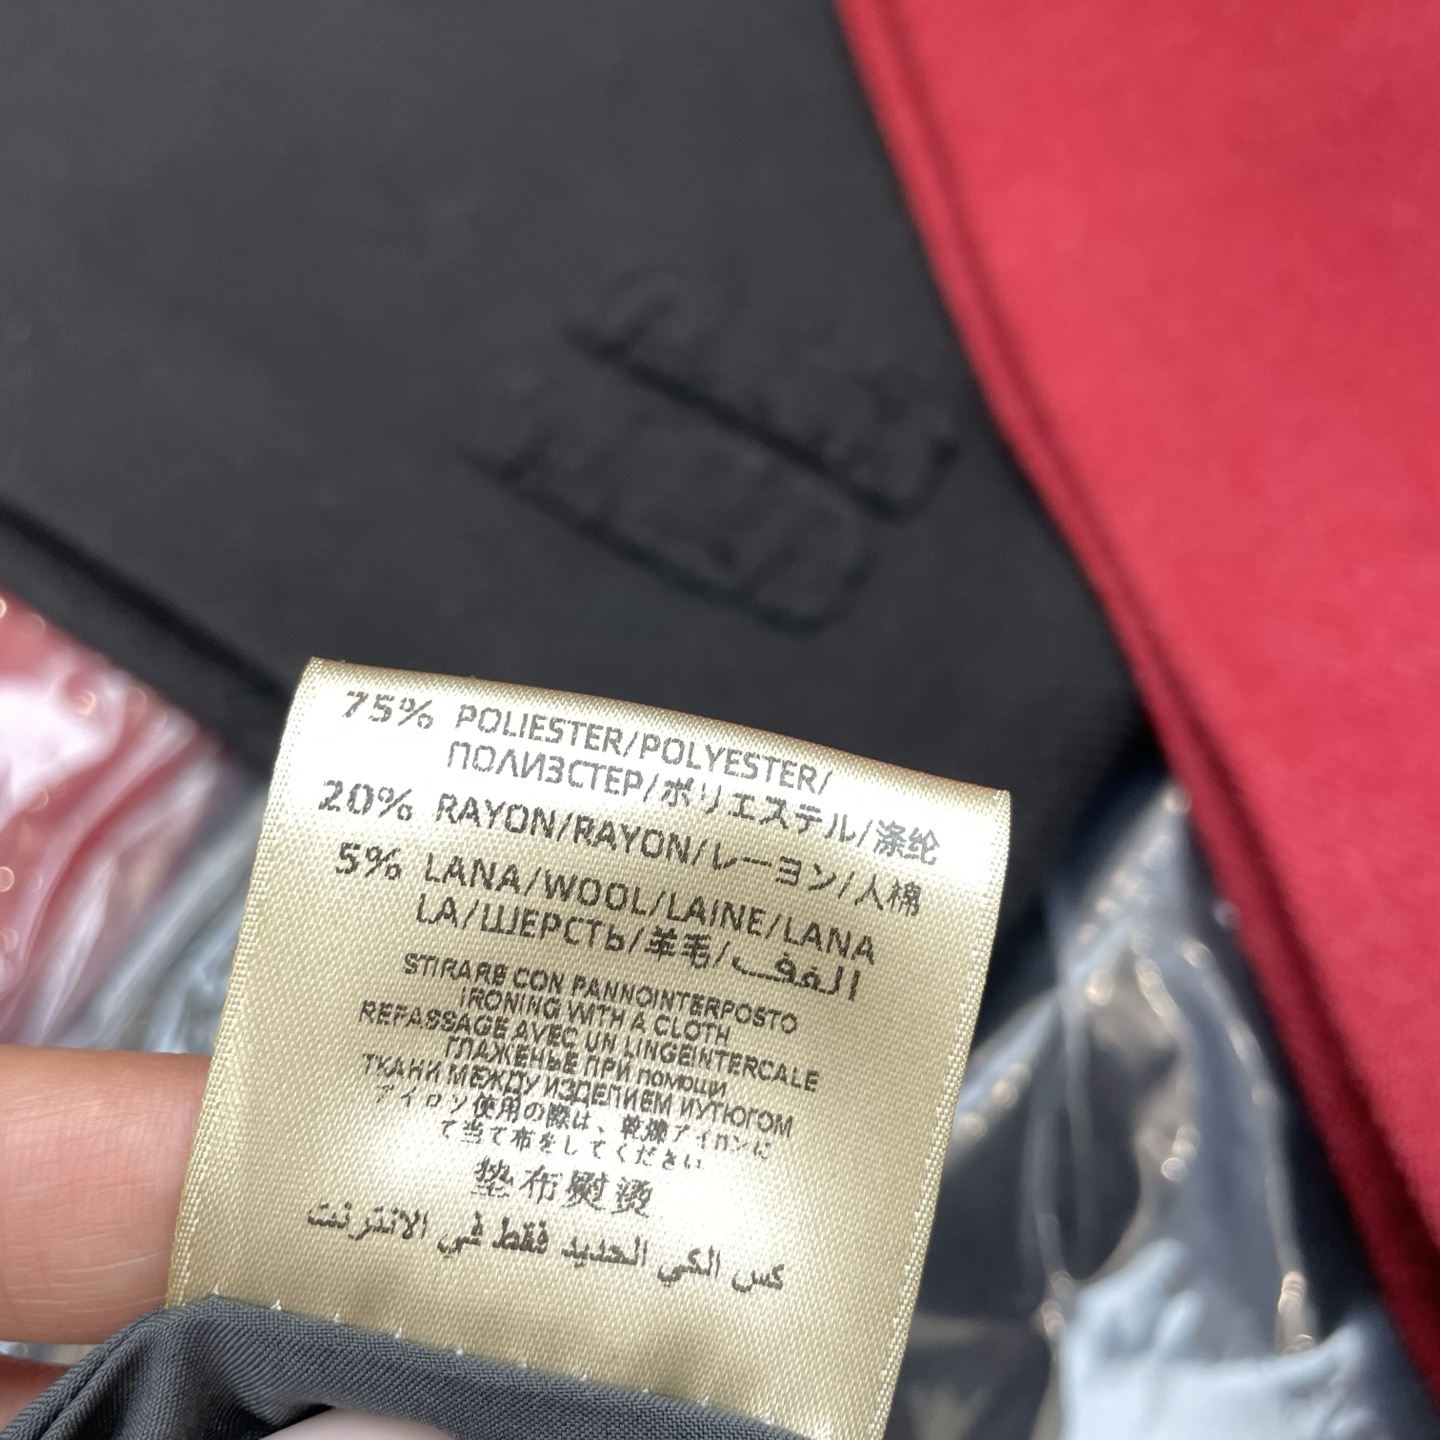 75% POLIESTER/POLYESTER/
ПОЛИЗСТЕР/ポリエステル/涤纶
20% RAYON/RAYON/レーヨン/人棉
5% LANA/WOOL/LAINE/LANA
LA/ШЕРСТЬ/羊毛/الغفف
STIRARE CON PANNOINTERPOSTO
IRONING WITH A CLOTH
REFASSAGE AVEC UN LINGEINTERCALE
ГЛАЖЕНЬЕ ПРИ помощи
ТКАНИ МЕЖДУ ИЗДЕПИЕМ ИУТЮГОМ
アイロン使用の際は、乾燥アイロンに
て当て布をしてください
垫布熨烫
كس الكي الحديد فقط في الانترنت